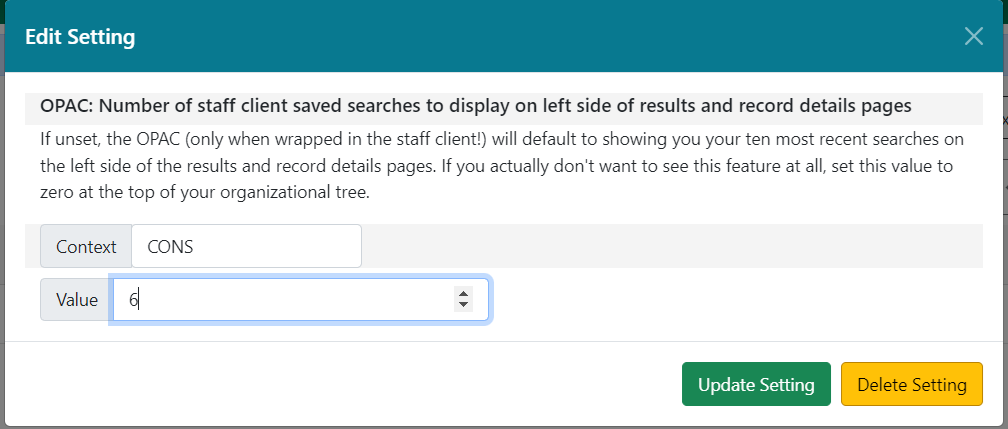 Edit Setting
OPAC: Number of staff client saved searches to display on left side of results and record details pages
If unset, the OPAC (only when wrapped in the staff client!) will default to showing you your ten most recent searches on
the left side of the results and record details pages. If you actually don't want to see this feature at all, set this value to
zero at the top of your organizational tree.
Context CONS
Value 6
Update Setting Delete Setting